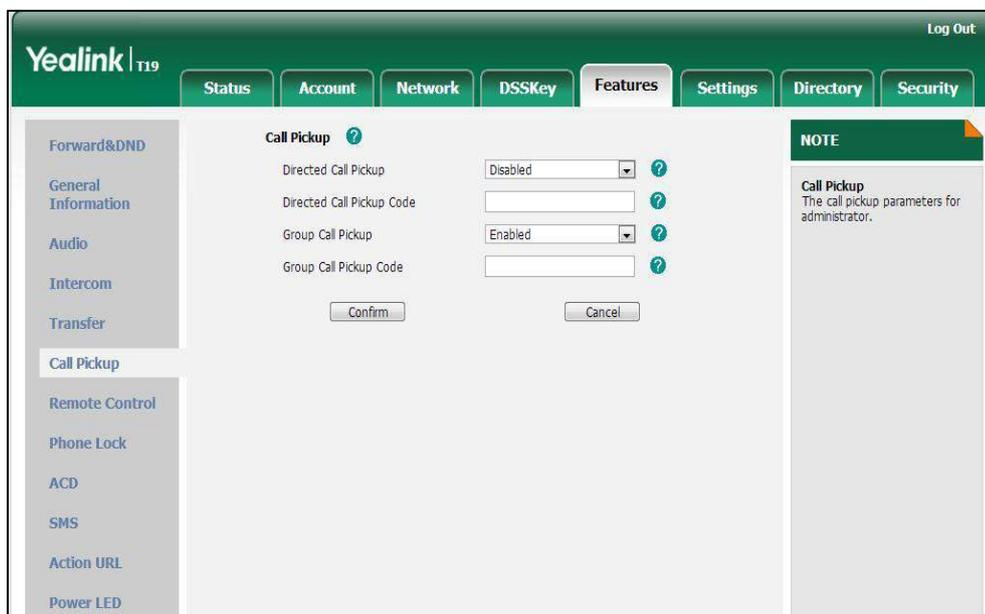 Log Out
Yealink | T19
Status Account Network DSSKey Features Settings Directory Security
Forward&DND
General
Information
Audio
Intercom
Transfer
Call Pickup
Remote Control
Phone Lock
ACD
SMS
Action URL
Power LED
Call Pickup ?
Directed Call Pickup Disabled ?
Directed Call Pickup Code ?
Group Call Pickup Enabled ?
Group Call Pickup Code ?
Confirm Cancel
NOTE
Call Pickup
The call pickup parameters for
administrator.